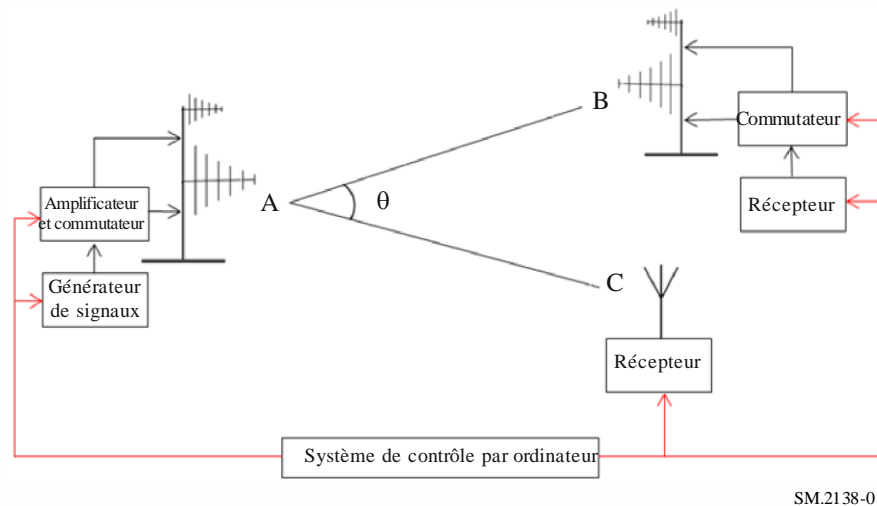 B
Commutateur
A
θ
Amplificateur
et commutateur
Récepteur
Générateur
de signaux
C
Récepteur
Système de contrôle par ordinateur
SM.2138-0